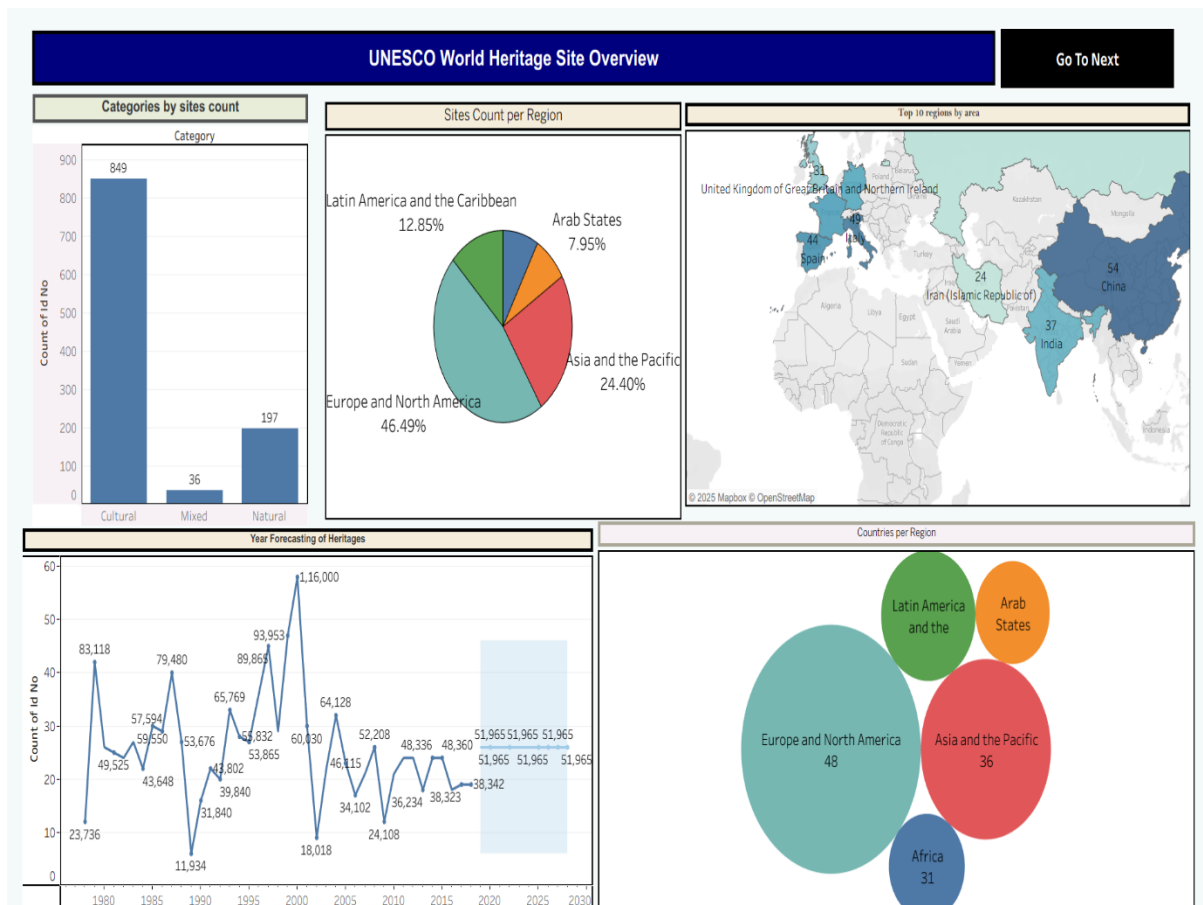 UNESCO World Heritage Site Overview
Go To Next
Categories by sites count
Category
900
800
700
600
500
400
300
200
100
0
Count of Id No
849
36
197
Cultural
Mixed
Natural
Sites Count per Region
Latin America and the Caribbean
12.85%
Arab States
7.95%
Asia and the Pacific
24.40%
Europe and North America
46.49%
Top 10 regions by area
31
United Kingdom of Great Britain and Northern Ireland
49
Italy
44
Spain
24
Iran (Islamic Republic of)
54
China
37
India
Poland
Belarus
Ukraine
Kazakhstan
Mongolia
Turkey
Iraq
Pakistan
Algeria
Libya
Egypt
Saudi
Arabia
Yemen
Sudan
Democratic
Republic
of Congo
Indonesia
© 2025 Mapbox © OpenStreetMap
Year Forecasting of Heritages
60
50
40
30
20
10
0
Count of Id No
23,736
83,118
49,525
43,648
57,594
59,550
79,480
53,676
11,934
31,840
43,802
39,840
65,769
55,832
53,865
89,869
93,953
1,16,000
60,030
18,018
64,128
46,115
34,102
52,208
24,108
36,234
48,336
38,323
48,360
38,342
51,965
51,965
51,965
51,965
51,965
51,965
1980
1985
1990
1995
2000
2005
2010
2015
2020
2025
2030
Countries per Region
Latin America
and the
Arab
States
Europe and North America
48
Asia and the Pacific
36
Africa
31